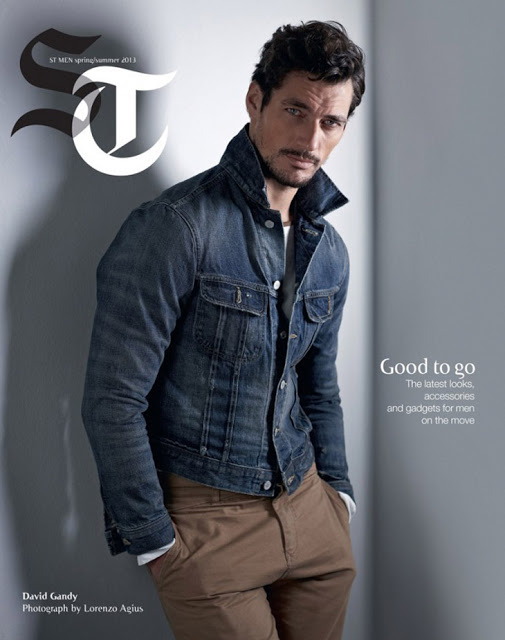 ST
ST MEN spring/summer 2013
Good to go
The latest looks,
accessories
and gadgets for men
on the move
David Gandy
Photograph by Lorenzo Agius